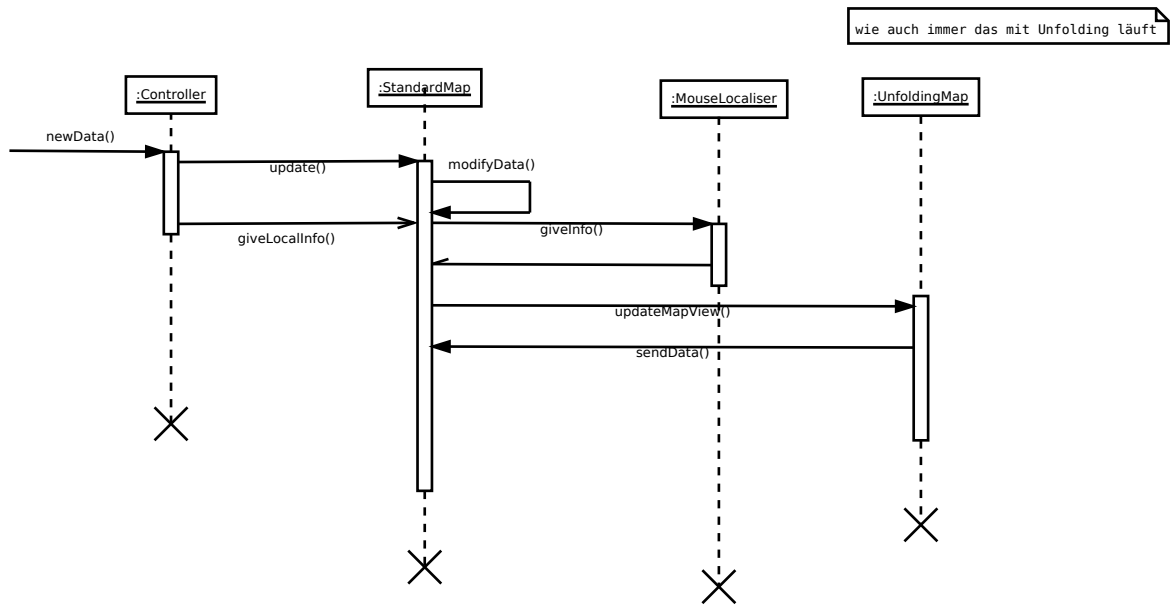 wie auch immer das mit Unfolding läuft
:Controller
:StandardMap
:MouseLocaliser
:UnfoldingMap
newData()
update()
modifyData()
giveLocalInfo()
giveInfo()
updateMapView()
sendData()